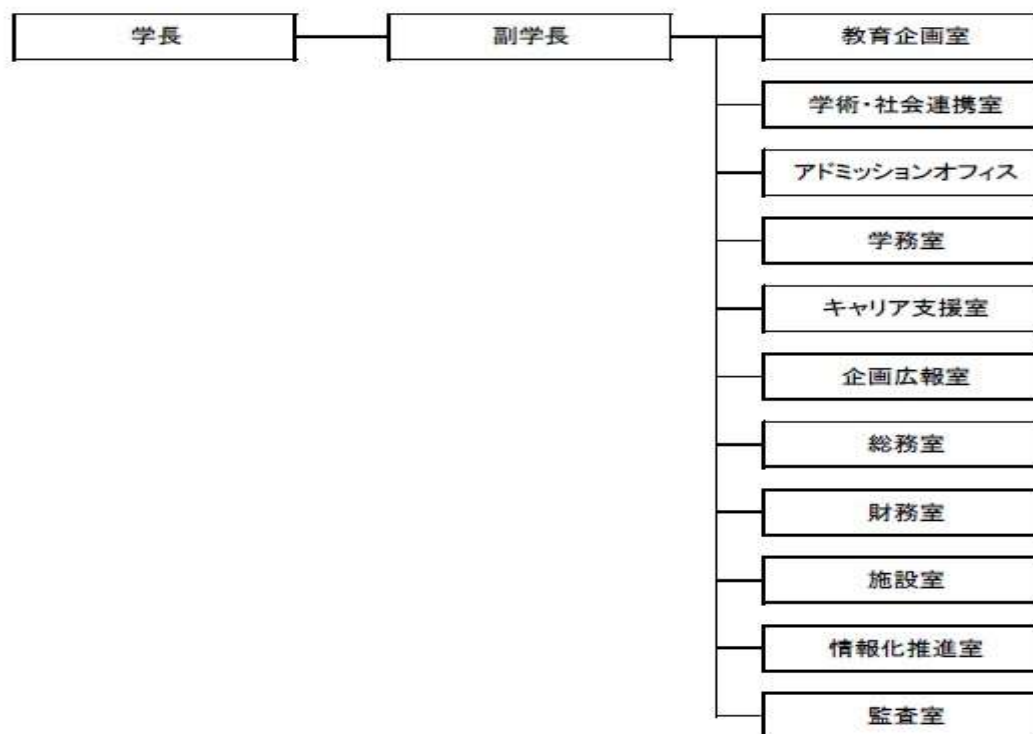 学長
副学長
教育企画室
学術・社会連携室
アドミッションオフィス
学務室
キャリア支援室
企画広報室
総務室
財務室
施設室
情報化推進室
監査室